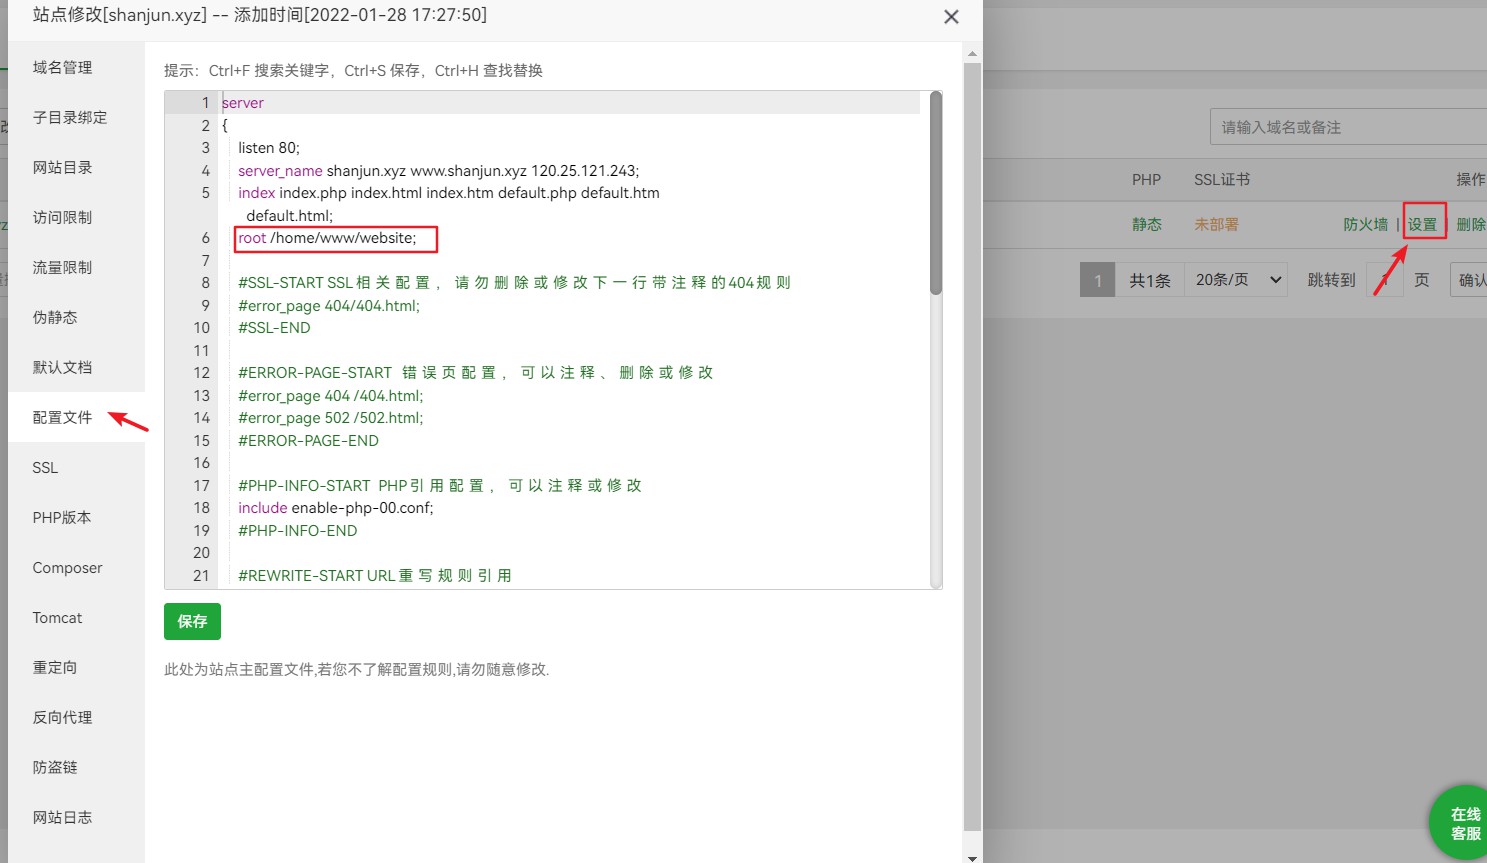 站点修改[shanjun.xyz] -- 添加时间[2022-01-28 17:27:50]
域名管理
子目录绑定
网站目录
访问限制
流量限制
伪静态
默认文档
配置文件
SSL
PHP版本
Composer
Tomcat
重定向
反向代理
防盗链
网站日志
提示：Ctrl+F 搜索关键字，Ctrl+S 保存，Ctrl+H 查找替换
1 server
2 {
3 listen 80;
4 server_name shanjun.xyz www.shanjun.xyz 120.25.121.243;
5 index index.php index.html index.htm default.php default.htm
default.html;
6 root /home/www/website;
7
8 #SSL-START SSL相关配置，请勿删除或修改下一行带注释的404规则
9 #error_page 404/404.html;
10 #SSL-END
11
12 #ERROR-PAGE-START 错误页配置，可以注释、删除或修改
13 #error_page 404 /404.html;
14 #error_page 502 /502.html;
15 #ERROR-PAGE-END
16
17 #PHP-INFO-START PHP引用配置，可以注释或修改
18 include enable-php-00.conf;
19 #PHP-INFO-END
20
21 #REWRITE-START URL重写规则引用
保存
此处为站点主配置文件,若您不了解配置规则,请勿随意修改.
请输入域名或备注
PHP SSL证书 操作
静态 未部署 防火墙 | 设置 | 删除
1 共1条 20条/页 跳转到 1 页 确认
在线
客服